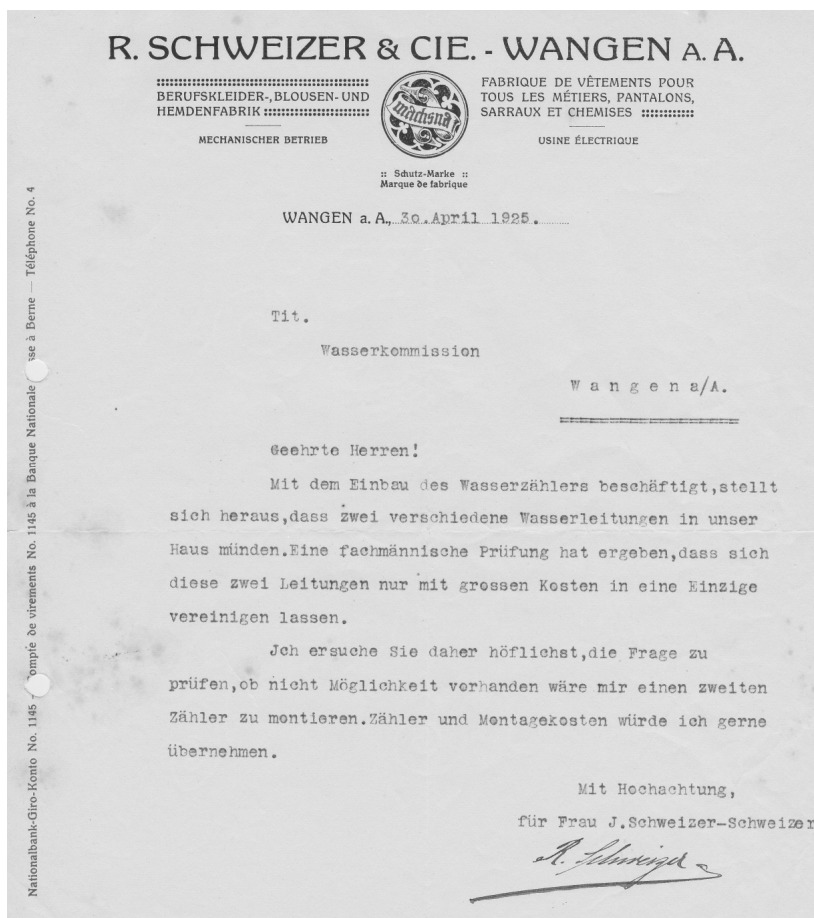 R. SCHWEIZER & CIE. - WANGEN A. A.
BERUFSKLEIDER-, BLOUSEN- UND
HEMDENFABRIK
MECHANISCHER BETRIEB
machsna
:: Schutz-Marke ::
Marque de fabrique
FABRIQUE DE VÊTEMENTS POUR
TOUS LES MÉTIERS, PANTALONS,
SARRAUX ET CHEMISES
USINE ÉLECTRIQUE
WANGEN a. A., 30.April 1925.
Tit.
Wasserkommission
W a n g e n a/A.
Geehrte Herren!
Mit dem Einbau des Wasserzählers beschäftigt,stellt
sich heraus,dass zwei verschiedene Wasserleitungen in unser
Haus münden.Eine fachmännische Prüfung hat ergeben,dass sich
diese zwei Leitungen nur mit grossen Kosten in eine Einzige
vereinigen lassen.
Jch ersuche Sie daher höflichst,die Frage zu
prüfen,ob nicht Möglichkeit vorhanden wäre mir einen zweiten
Zähler zu montieren.Zähler und Montagekosten würde ich gerne
übernehmen.
Mit Hochachtung,
für Frau J.Schweizer-Schweizer
R. Schweizer
Nationalbank-Giro-Konto No. 1145 ompte de virements No. 1145 à la Banque Nationale sse à Berne — Téléphone No. 4